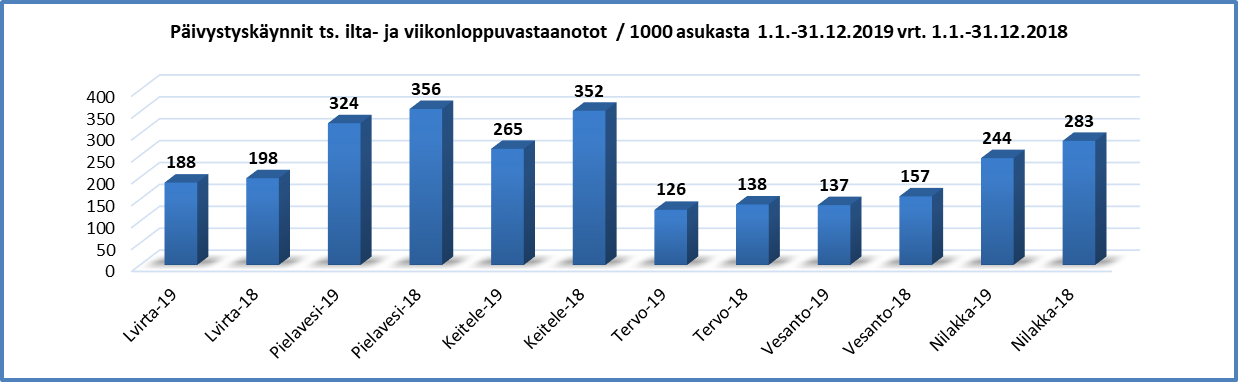 Päivystyskäynnit ts. ilta- ja viikonloppuvastaanotot / 1000 asukasta 1.1.-31.12.2019 vrt. 1.1.-31.12.2018
400
350
300
250
200
150
100
50
0
188
198
324
356
265
352
126
138
137
157
244
283
Lvirta-19
Lvirta-18
Pielavesi-19
Pielavesi-18
Keitele-19
Keitele-18
Tervo-19
Tervo-18
Vesanto-19
Vesanto-18
Nilakka-19
Nilakka-18